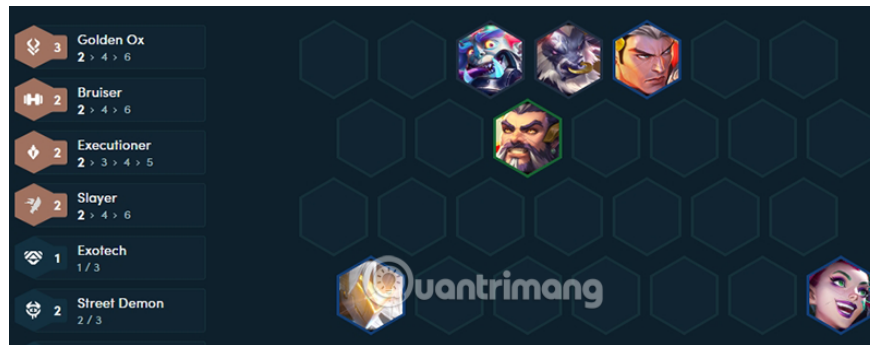 3 Golden Ox
2 › 4 › 6
2 Bruiser
2 › 4 › 6
2 Executioner
2 › 3 › 4 › 5
2 Slayer
2 › 4 › 6
1 Exotech
1 / 3
2 Street Demon
2 / 3
Quantrimang